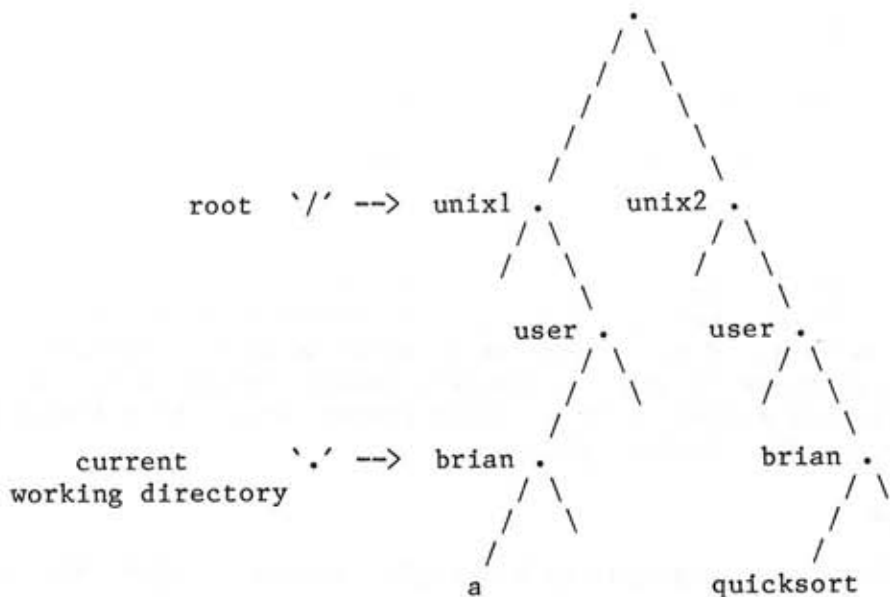 root `/´ --> unix1 . unix2 .
user . user .
current `.´ --> brian . brian .
working directory
a quicksort